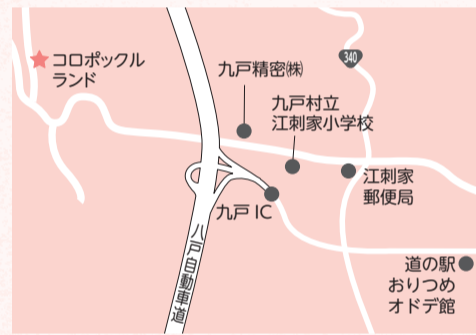 コロポックル
ランド
九戸精密㈱
340
九戸村立
江刺家小学校
江刺家
郵便局
九戸 IC
八戸自動車道
道の駅
おりつめ
オドデ館